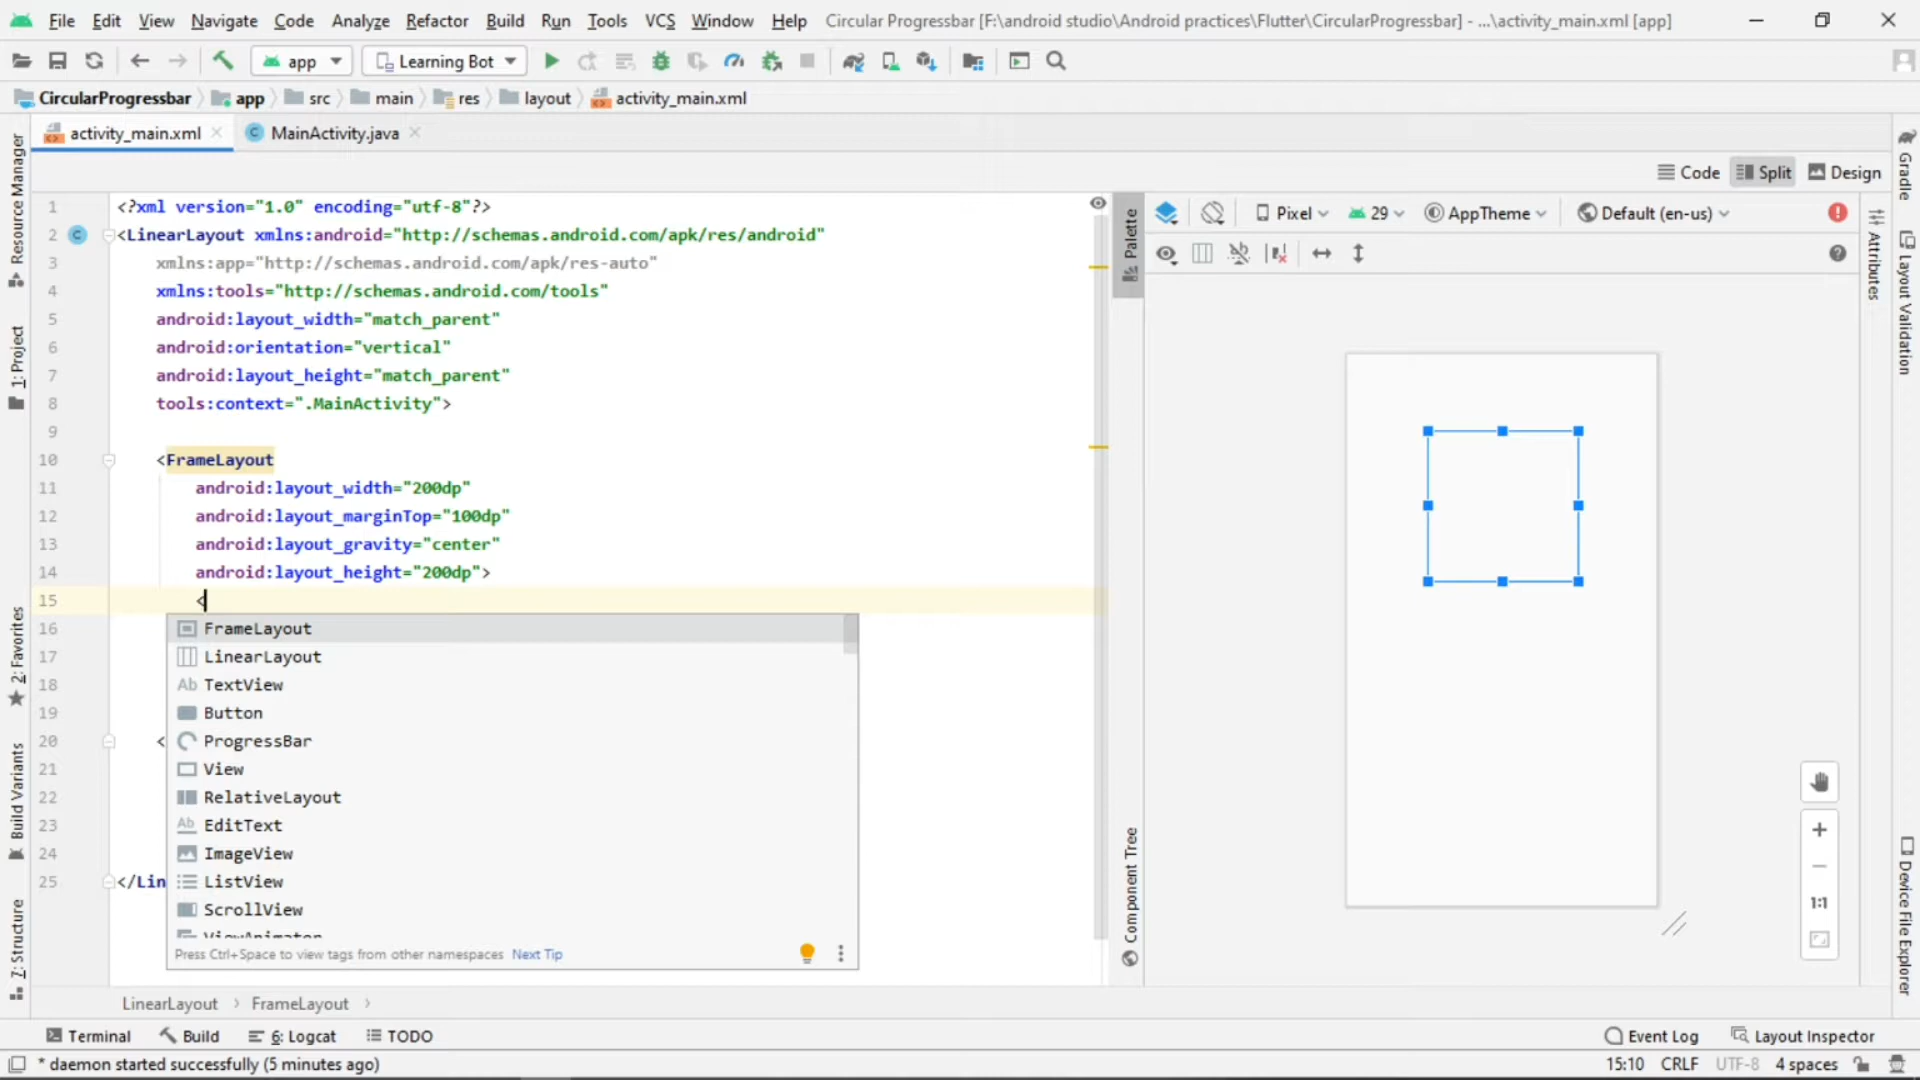 File Edit View Navigate Code Analyze Refactor Build Run Tools VCS Window Help Circular Progressbar [F:\android studio\Android practices\Flutter\CircularProgressbar] - ...\activity_main.xml [app]
app Learning Bot
CircularProgressbar app src main res layout activity_main.xml
activity_main.xml MainActivity.java
Code Split Design
Resource Manager
1: Project
2: Favorites
Build Variants
7: Structure
1 <?xml version="1.0" encoding="utf-8"?>
2 <LinearLayout xmlns:android="http://schemas.android.com/apk/res/android"
3 xmlns:app="http://schemas.android.com/apk/res-auto"
4 xmlns:tools="http://schemas.android.com/tools"
5 android:layout_width="match_parent"
6 android:orientation="vertical"
7 android:layout_height="match_parent"
8 tools:context=".MainActivity">
9
10 <FrameLayout
11 android:layout_width="200dp"
12 android:layout_marginTop="100dp"
13 android:layout_gravity="center"
14 android:layout_height="200dp">
15 <
16 FrameLayout
17 LinearLayout
18 TextView
19 Button
20 < ProgressBar
21 View
22 RelativeLayout
23 EditText
24 ImageView
25 </Lin ListView
ScrollView
ViewAnimator
Press Ctrl+Space to view tags from other namespaces Next Tip
Palette
Component Tree
Pixel 29 AppTheme Default (en-us)
1:1
Attributes
Gradle
Layout Validation
Device File Explorer
LinearLayout FrameLayout
Terminal Build 6: Logcat TODO Event Log Layout Inspector
* daemon started successfully (5 minutes ago) 15:10 CRLF UTF-8 4 spaces